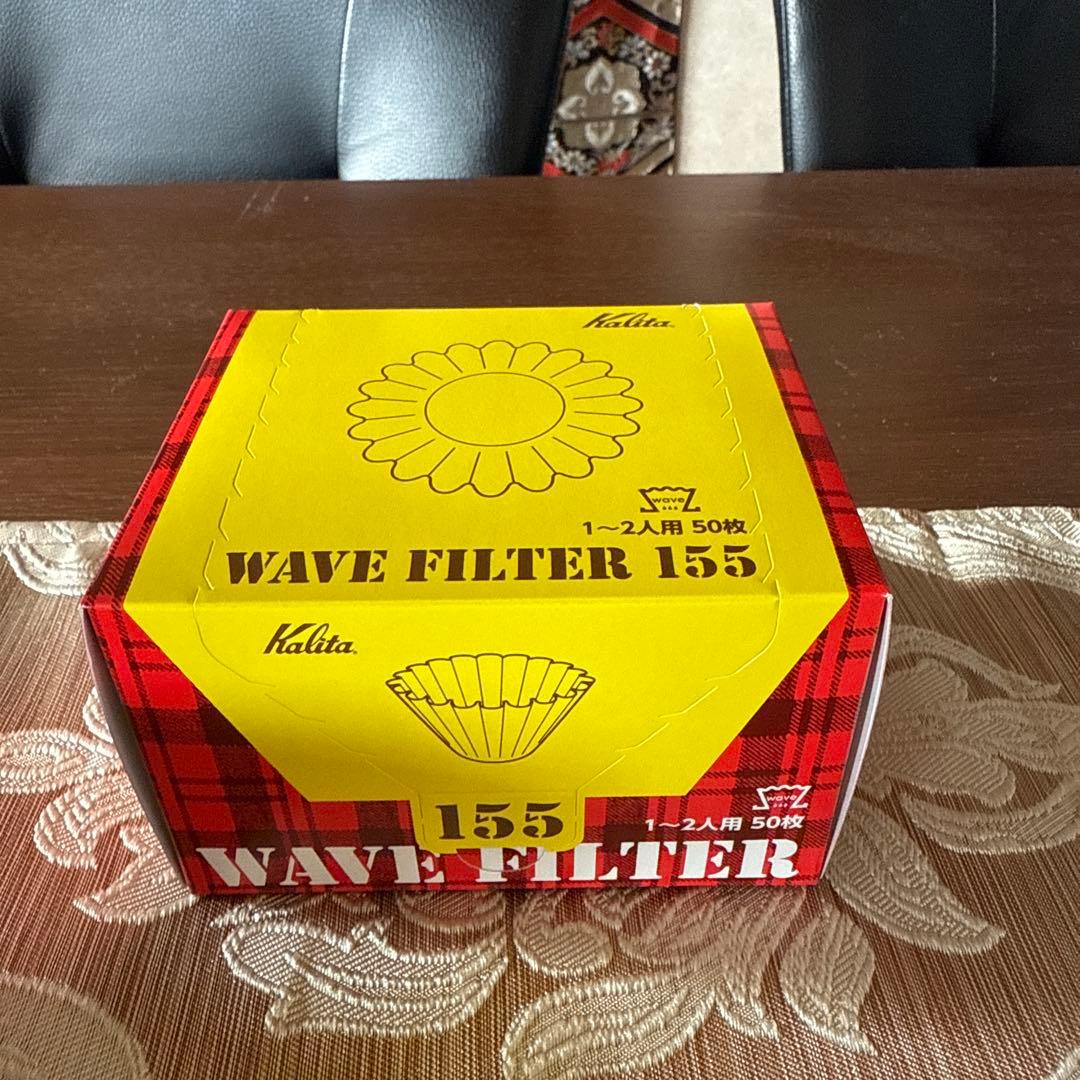 Kalita
wave
1〜2人用 50枚
WAVE FILTER 155
Kalita
155
wave
1〜2人用 50枚
WAVE FILTER